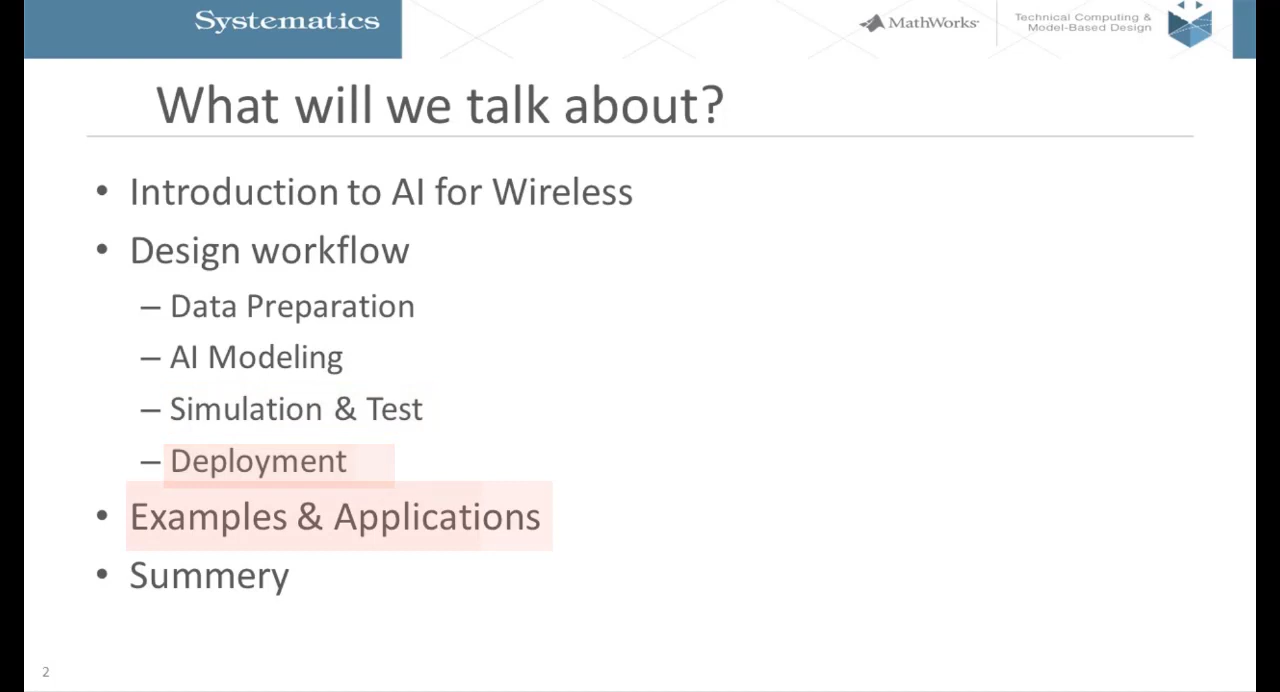 Systematics
MathWorks
Technical Computing &
Model-Based Design
What will we talk about?
• Introduction to AI for Wireless
• Design workflow
– Data Preparation
– AI Modeling
– Simulation & Test
– Deployment
• Examples & Applications
• Summery
2